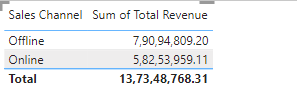 Sales Channel Sum of Total Revenue
Offline 7,90,94,809.20
Online 5,82,53,959.11
Total 13,73,48,768.31